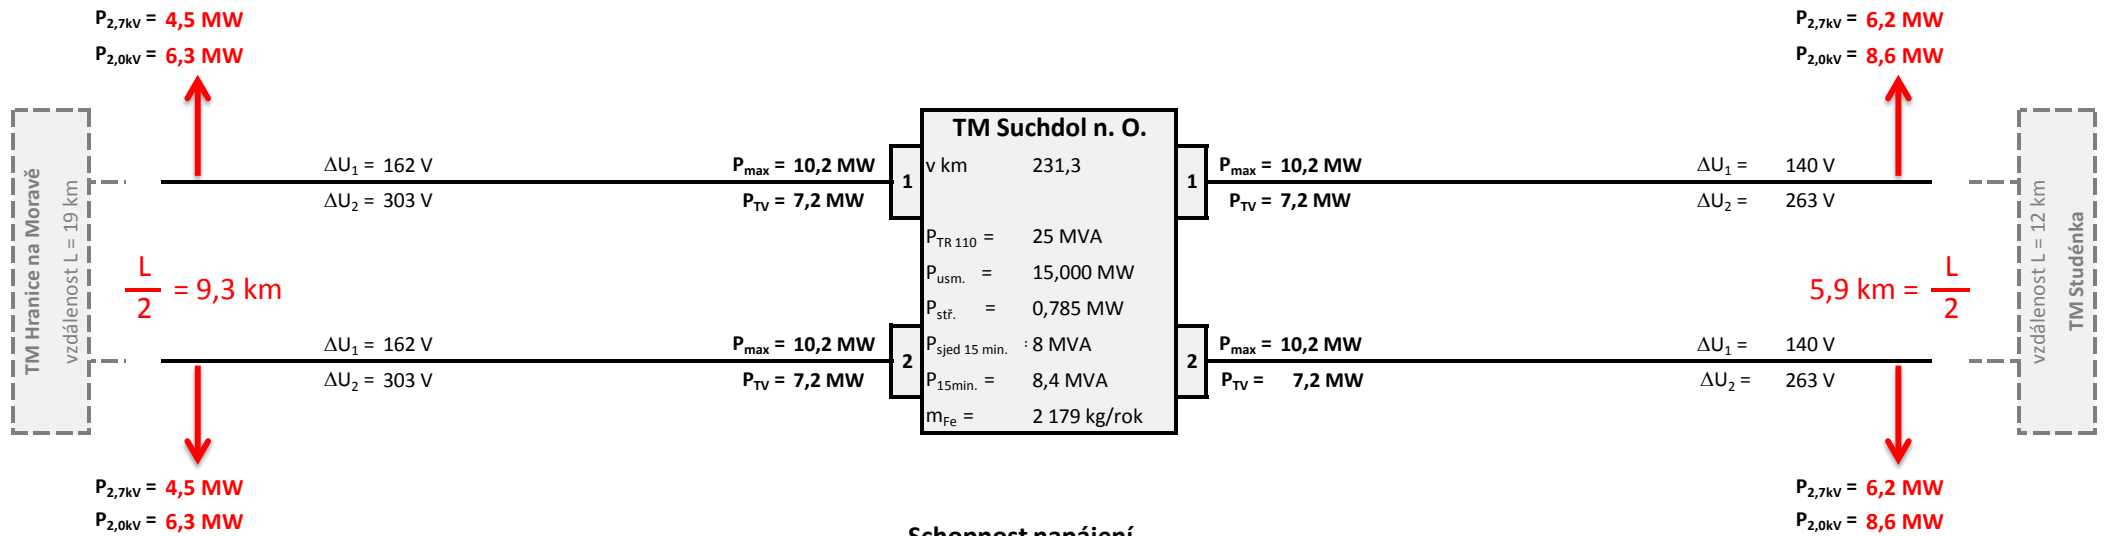 P2,7kV = 4,5 MW
P2,0kV = 6,3 MW
P2,7kV = 6,2 MW
P2,0kV = 8,6 MW
TM Hranice na Moravě
vzdálenost L = 19 km
ΔU1 = 162 V
ΔU2 = 303 V
Pmax = 10,2 MW
PTV = 7,2 MW
1
TM Suchdol n. O.
v km 231,3
PTR 110 = 25 MVA
Pusm. = 15,000 MW
Pstř. = 0,785 MW
Psjed 15 min. : 8 MVA
P15min. = 8,4 MVA
mFe = 2 179 kg/rok
1
Pmax = 10,2 MW
PTV = 7,2 MW
ΔU1 = 140 V
ΔU2 = 263 V
L
2
= 9,3 km
5,9 km =
L
2
vzdálenost L = 12 km
TM Studénka
ΔU1 = 162 V
ΔU2 = 303 V
Pmax = 10,2 MW
PTV = 7,2 MW
2
2
Pmax = 10,2 MW
PTV = 7,2 MW
ΔU1 = 140 V
ΔU2 = 263 V
P2,7kV = 4,5 MW
P2,0kV = 6,3 MW
P2,7kV = 6,2 MW
P2,0kV = 8,6 MW
Schopnost napájení